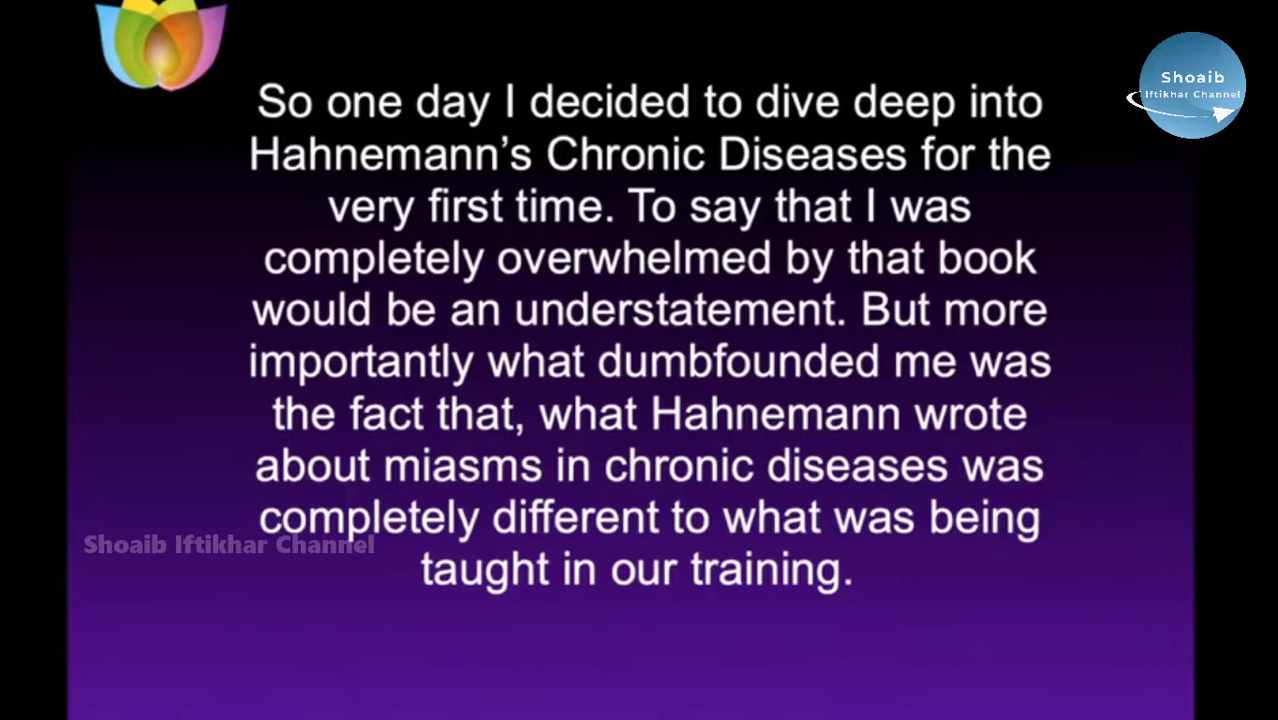 Shoaib
Iftikhar Channel
So one day I decided to dive deep into
Hahnemann’s Chronic Diseases for the
very first time. To say that I was
completely overwhelmed by that book
would be an understatement. But more
importantly what dumbfounded me was
the fact that, what Hahnemann wrote
about miasms in chronic diseases was
completely different to what was being
Shoaib Iftikhar Channel
taught in our training.